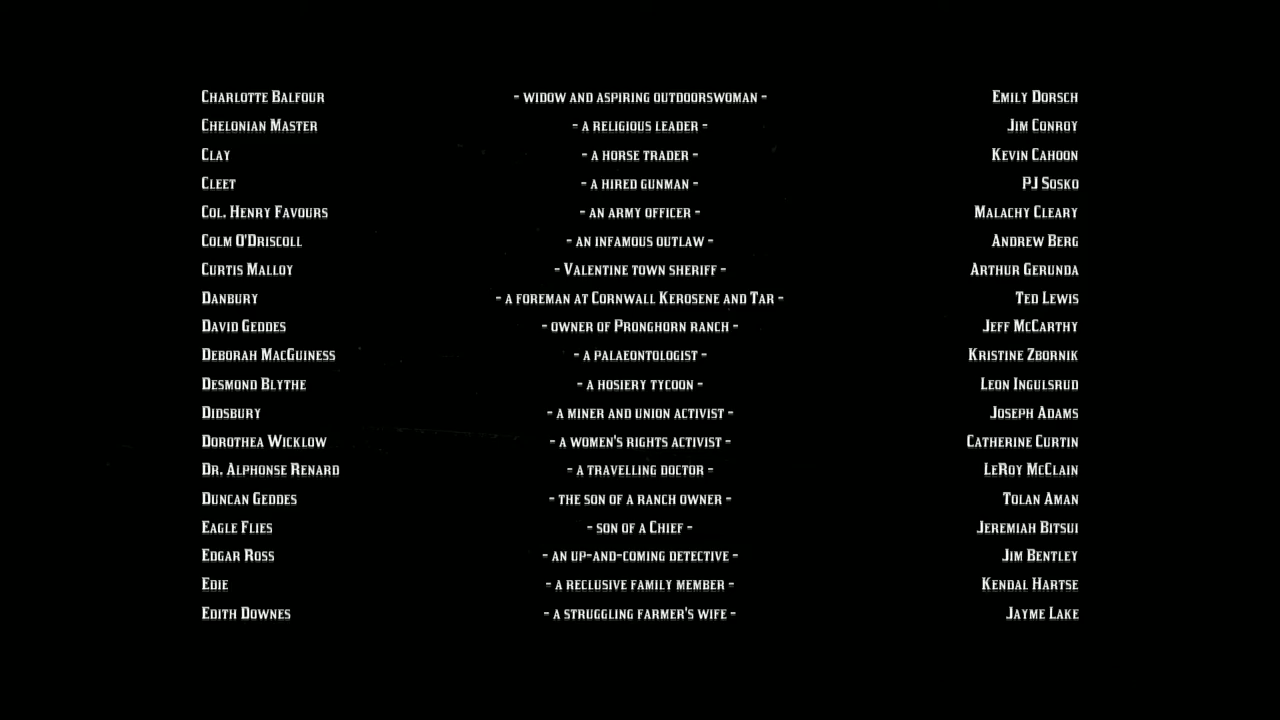 Charlotte Balfour - widow and aspiring outdoorswoman - Emily Dorsch
Chelonian Master - a religious leader - Jim Conroy
Clay - a horse trader - Kevin Cahoon
Cleet - a hired gunman - PJ Sosko
Col. Henry Favours - an army officer - Malachy Cleary
Colm O'Driscoll - an infamous outlaw - Andrew Berg
Curtis Malloy - Valentine town sheriff - Arthur Gerunda
Danbury - a foreman at Cornwall Kerosene and Tar - Ted Lewis
David Geddes - owner of Pronghorn ranch - Jeff McCarthy
Deborah MacGuiness - a palaeontologist - Kristine Zbornik
Desmond Blythe - a hosiery tycoon - Leon Ingulsrud
Didsbury - a miner and union activist - Joseph Adams
Dorothea Wicklow - a women's rights activist - Catherine Curtin
Dr. Alphonse Renard - a travelling doctor - LeRoy McClain
Duncan Geddes - the son of a ranch owner - Tolan Aman
Eagle Flies - son of a Chief - Jeremiah Bitsui
Edgar Ross - an up-and-coming detective - Jim Bentley
Edie - a reclusive family member - Kendal Hartse
Edith Downes - a struggling farmer's wife - Jayme Lake